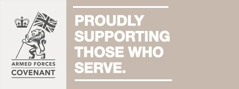 ARMED FORCES
COVENANT
PROUDLY
SUPPORTING
THOSE WHO
SERVE.